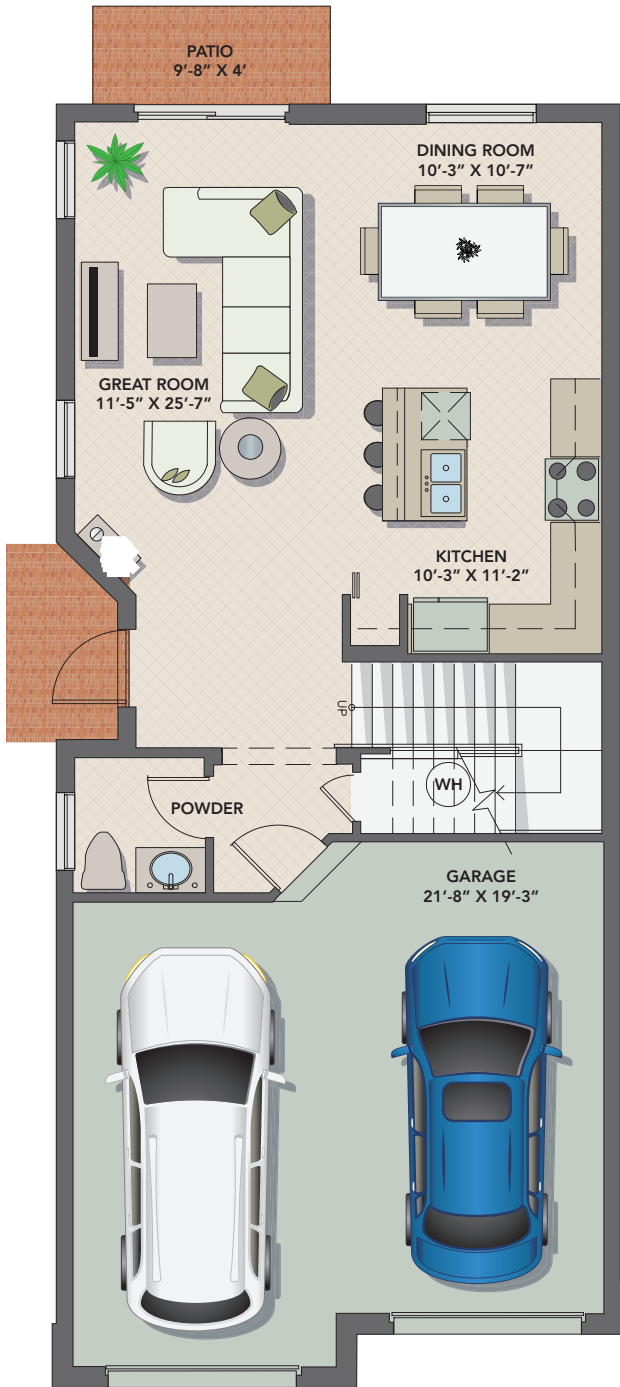 PATIO
9’-8” X 4’
DINING ROOM
10’-3” X 10’-7”
GREAT ROOM
11’-5” X 25’-7”
KITCHEN
10’-3” X 11’-2”
UP
WH
POWDER
GARAGE
21’-8” X 19’-3”